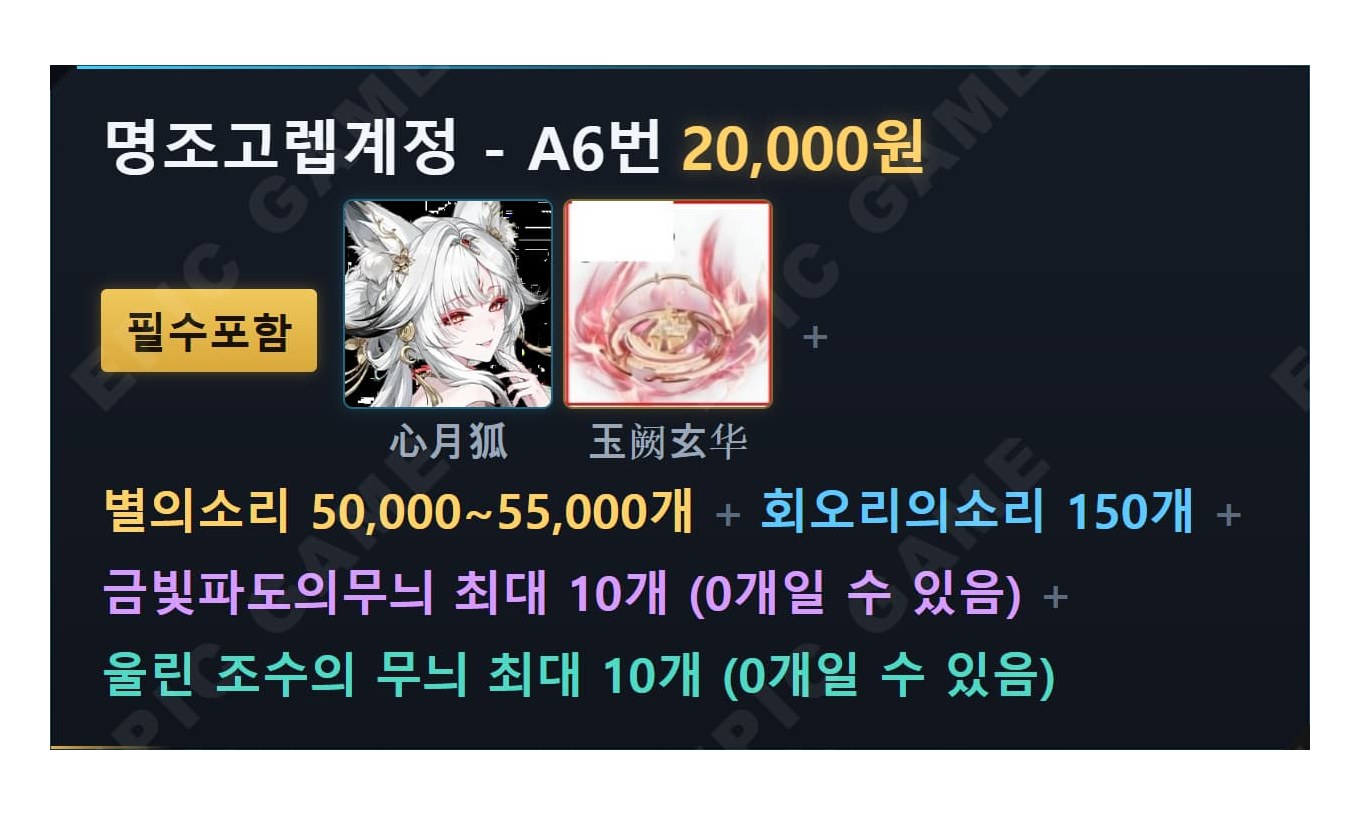 명조고렙계정 - A6번 20,000원
필수포함
+
心月狐 玉阙玄华
별의소리 50,000~55,000개 + 회오리의소리 150개 +
금빛파도의무늬 최대 10개 (0개일 수 있음) +
울린 조수의 무늬 최대 10개 (0개일 수 있음)
EPIC GAME